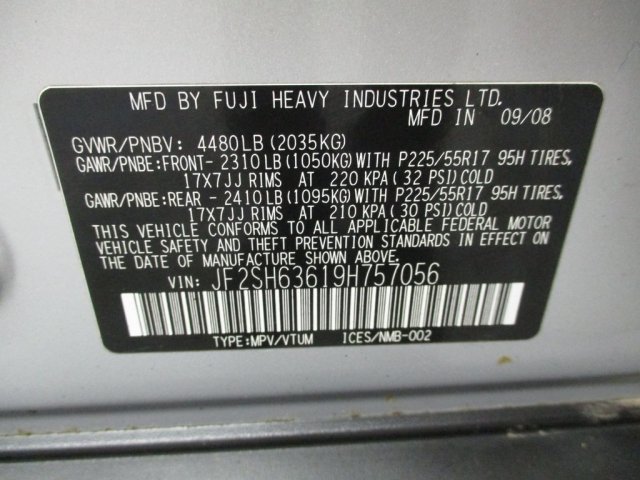 MFD BY FUJI HEAVY INDUSTRIES LTD.
MFD IN 09/08
GVWR/PNBV: 4480LB (2035KG)
GAWR/PNBE:FRONT- 2310LB(1050KG)WITH P225/55R17 95H TIRES,
17X7JJ RIMS AT 220 KPA( 32 PSI)COLD
GAWR/PNBE:REAR - 2410LB(1095KG)WITH P225/55R17 95H TIRES,
17X7JJ RIMS AT 210 KPA( 30 PSI)COLD
THIS VEHICLE CONFORMS TO ALL APPLICABLE FEDERAL MOTOR
VEHICLE SAFETY AND THEFT PREVENTION STANDARDS IN EFFECT ON
THE DATE OF MANUFACTURE SHOWN ABOVE.
VIN: JF2SH63619H757056
TYPE:MPV/VTUM ICES/NMB-002